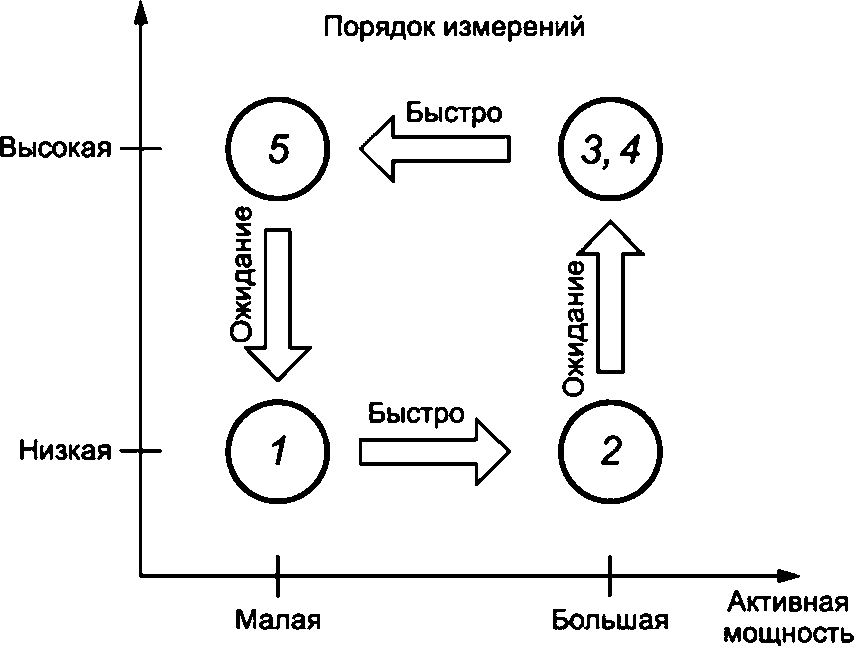 Порядок измерений
Быстро
Высокая
5
3, 4
Ожидание
Ожидание
Быстро
Низкая
1
2
Малая
Большая
Активная
мощность